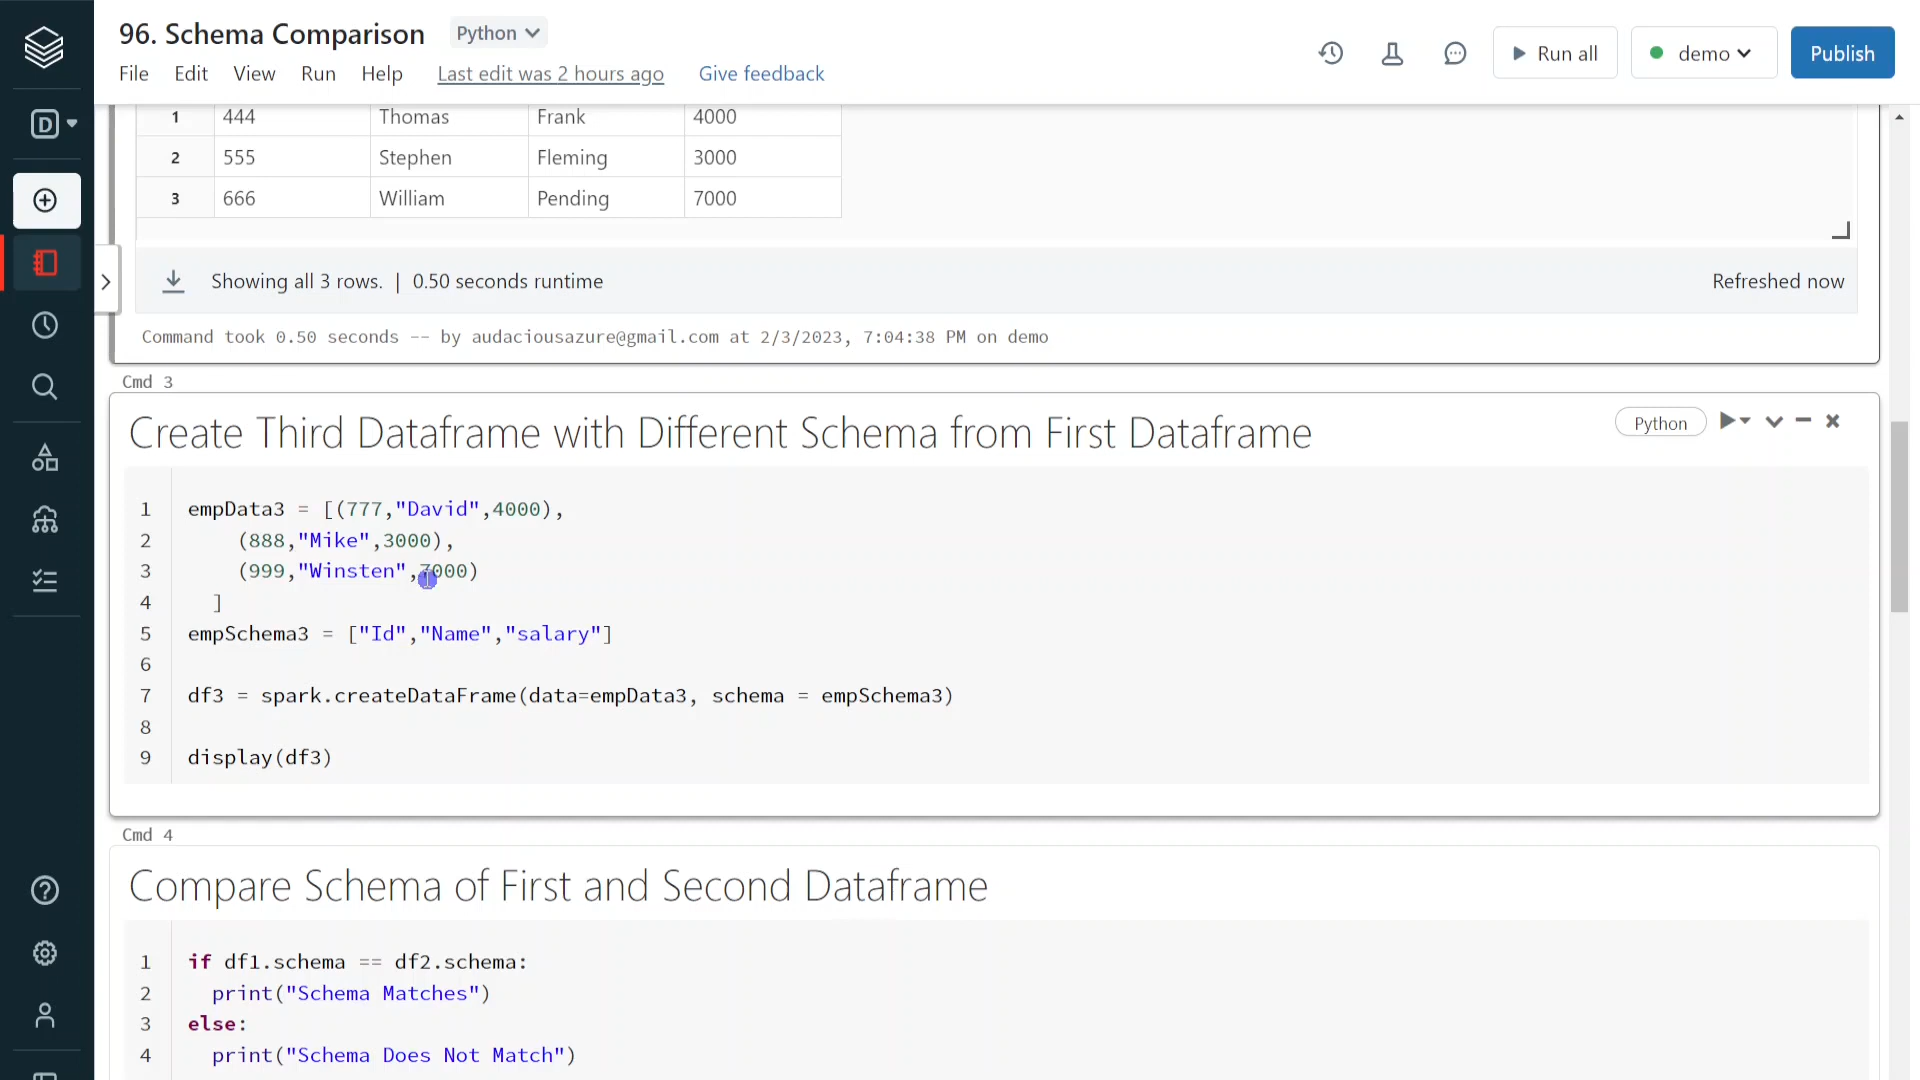 96. Schema Comparison
Python
File Edit View Run Help Last edit was 2 hours ago Give feedback
Run all
demo
Publish
D
1 444 Thomas Frank 4000
2 555 Stephen Fleming 3000
3 666 William Pending 7000
Showing all 3 rows. | 0.50 seconds runtime
Refreshed now
Command took 0.50 seconds -- by audaciousazure@gmail.com at 2/3/2023, 7:04:38 PM on demo
Cmd 3
Create Third Dataframe with Different Schema from First Dataframe
Python
1 empData3 = [(777,"David",4000),
2 (888,"Mike",3000),
3 (999,"Winsten",7000)
4 ]
5 empSchema3 = ["Id","Name","salary"]
6
7 df3 = spark.createDataFrame(data=empData3, schema = empSchema3)
8
9 display(df3)
Cmd 4
Compare Schema of First and Second Dataframe
1 if df1.schema == df2.schema:
2 print("Schema Matches")
3 else:
4 print("Schema Does Not Match")